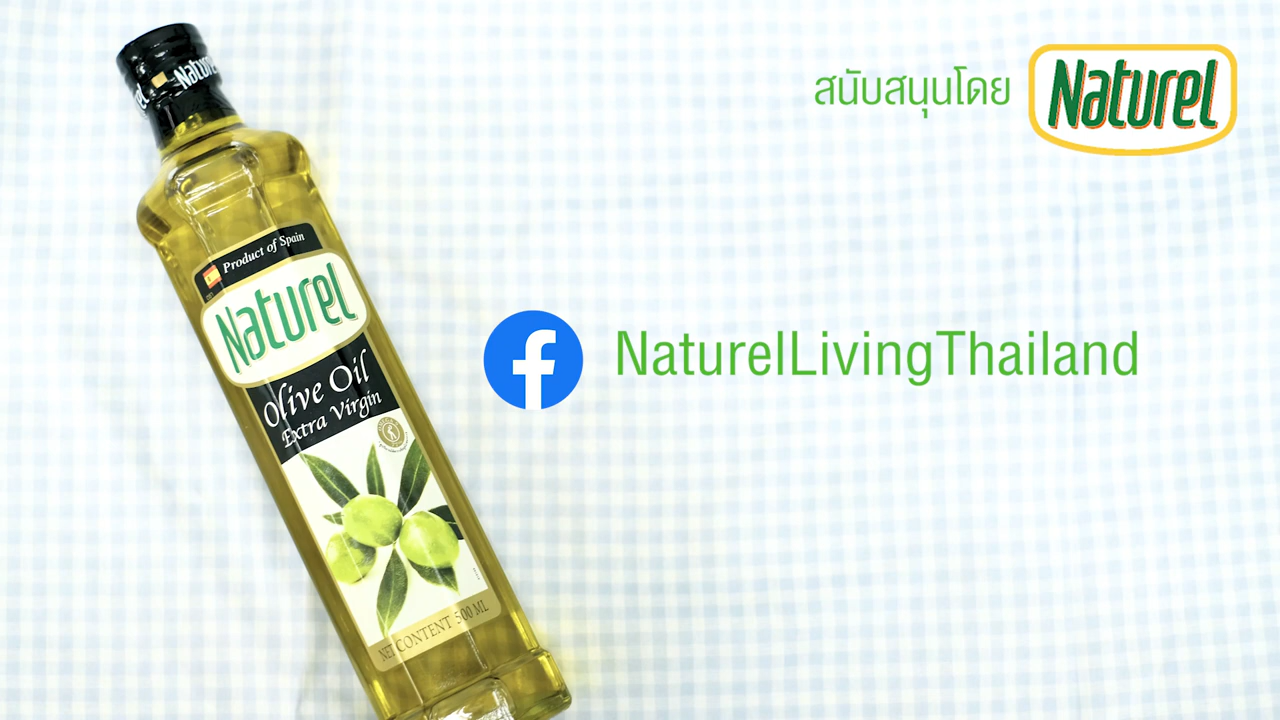 สนับสนุนโดย Naturel
NaturelLivingThailand
Naturel
Product of Spain
Naturel
Olive Oil
Extra Virgin
NET CONTENT 500 ML